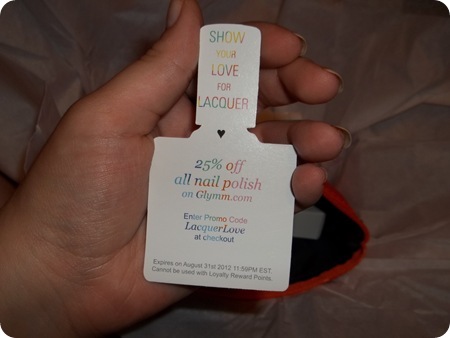 SHOW
YOUR
LOVE
FOR
LACQUER
25% off
all nail polish
on Glymm.com
Enter Promo Code
LacquerLove
at checkout
Expires on August 31st 2012 11:59PM EST.
Cannot be used with Loyalty Reward Points.